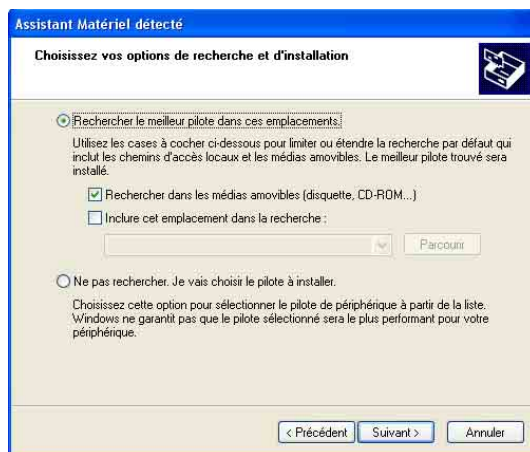 Assistant Matériel détecté
Choisissez vos options de recherche et d'installation
Rechercher le meilleur pilote dans ces emplacements.
Utilisez les cases à cocher ci-dessous pour limiter ou étendre la recherche par défaut qui
inclut les chemins d'accès locaux et les médias amovibles. Le meilleur pilote trouvé sera
installé.
Rechercher dans les médias amovibles (disquette, CD-ROM...)
Inclure cet emplacement dans la recherche :
Parcourir
Ne pas rechercher. Je vais choisir le pilote à installer.
Choisissez cette option pour sélectionner le pilote de périphérique à partir de la liste.
Windows ne garantit pas que le pilote sélectionné sera le plus performant pour votre
périphérique.
< Précédent Suivant > Annuler